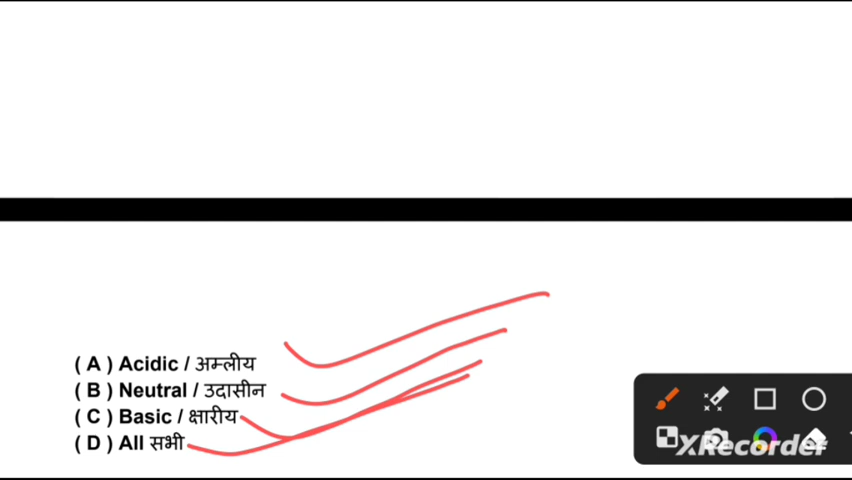 ( A ) Acidic / अम्लीय
( B ) Neutral / उदासीन
( C ) Basic / क्षारीय
( D ) All सभी
XRecorder